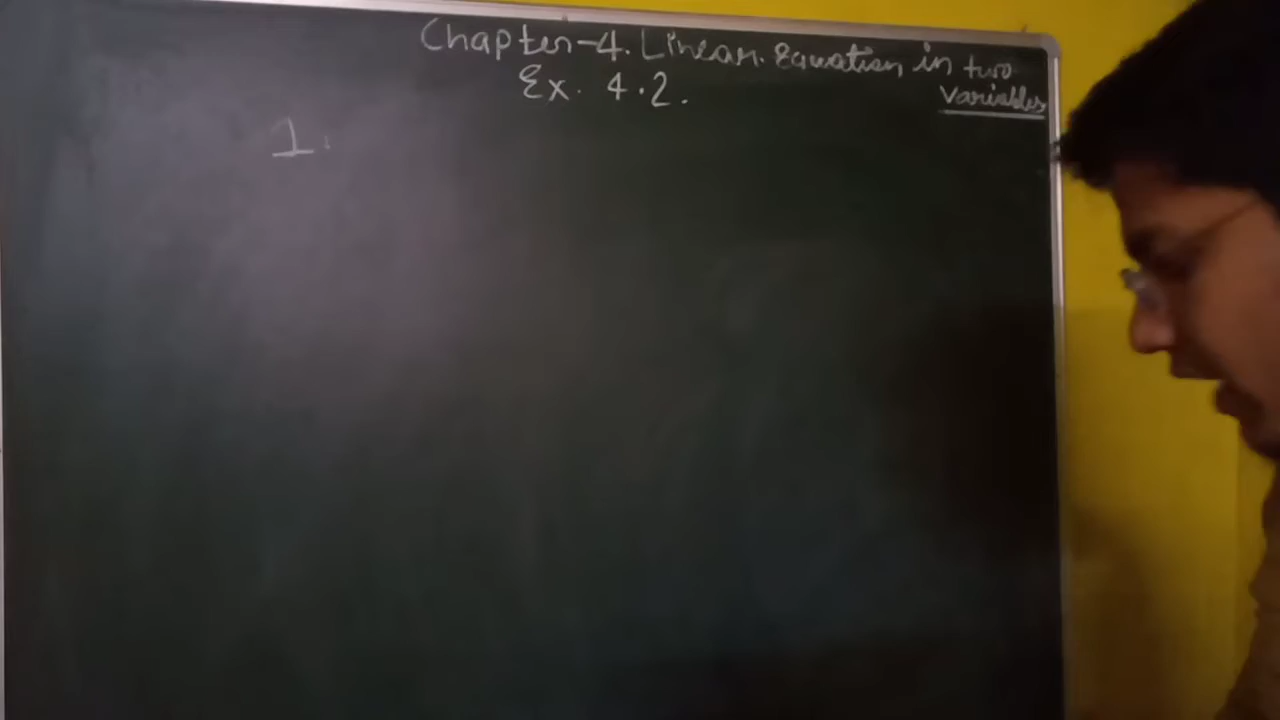 Chapter-4. Linear. Equation in two
Variables
Ex. 4.2.
1.